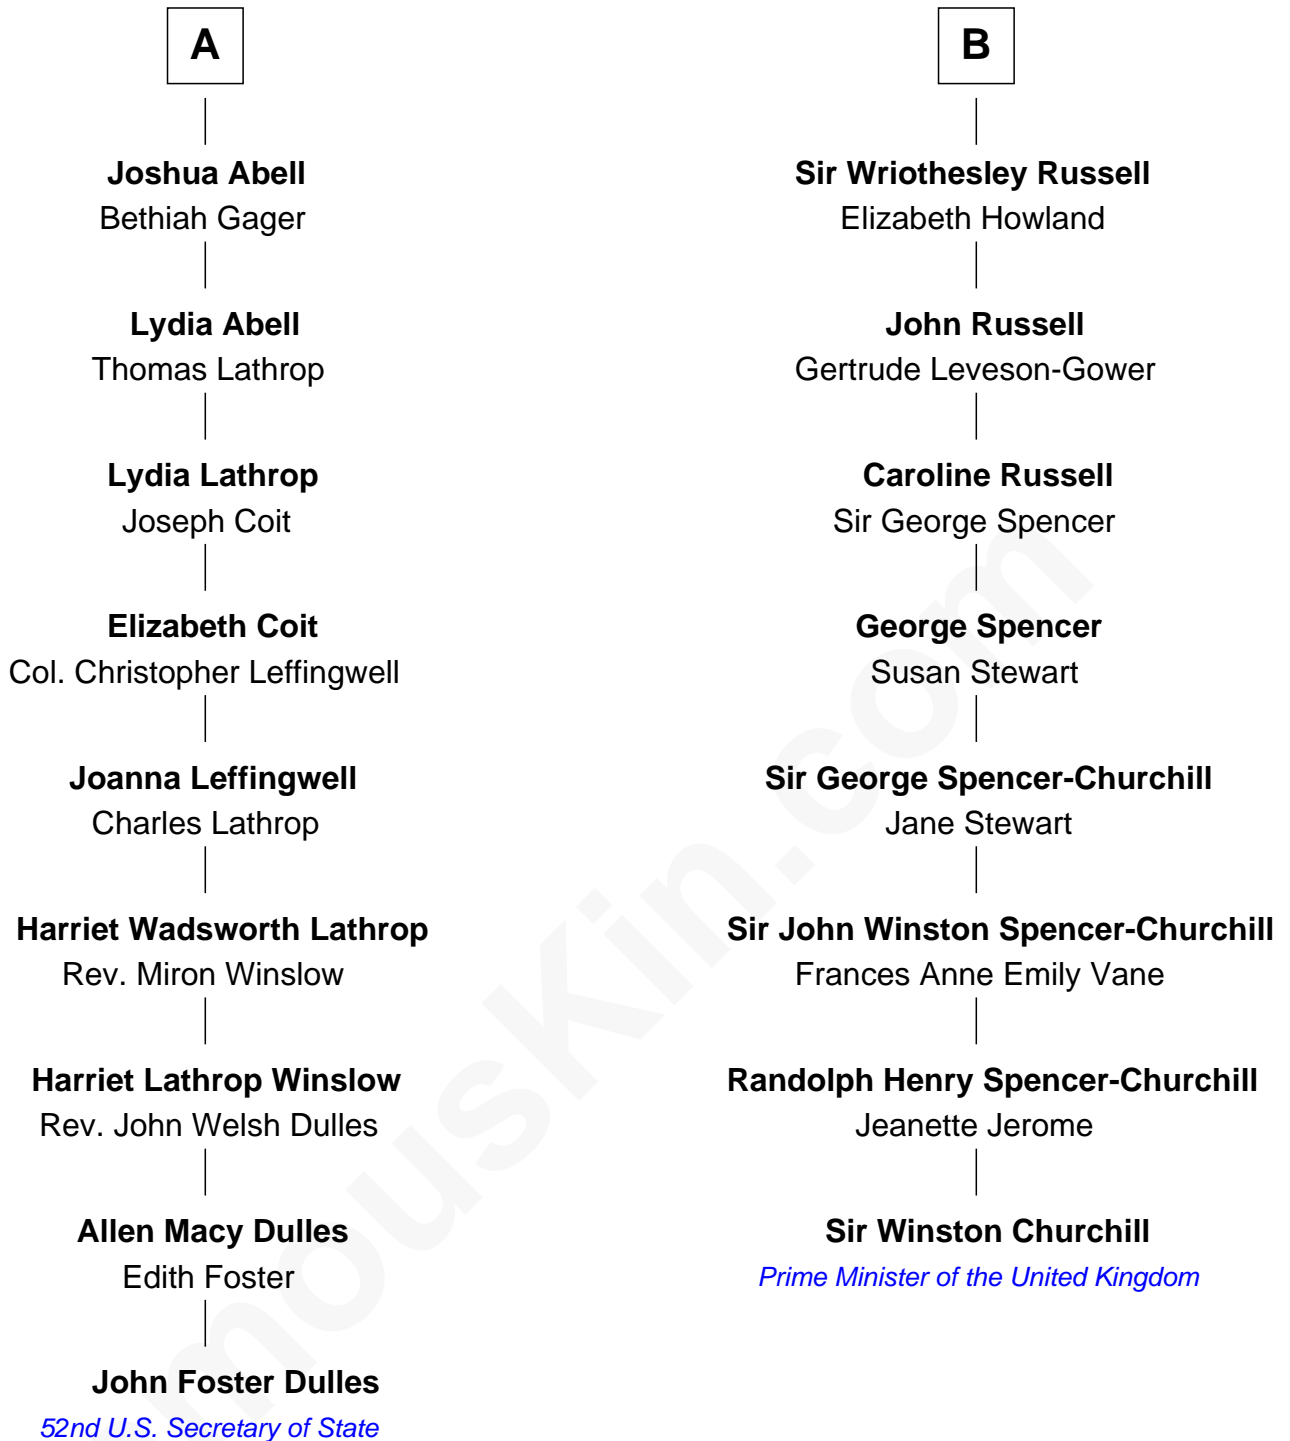 A
Joshua Abell
Bethiah Gager
Lydia Abell
Thomas Lathrop
Lydia Lathrop
Joseph Coit
Elizabeth Coit
Col. Christopher Leffingwell
Joanna Leffingwell
Charles Lathrop
Harriet Wadsworth Lathrop
Rev. Miron Winslow
Harriet Lathrop Winslow
Rev. John Welsh Dulles
Allen Macy Dulles
Edith Foster
John Foster Dulles
52nd U.S. Secretary of State
B
Sir Wriothesley Russell
Elizabeth Howland
John Russell
Gertrude Leveson-Gower
Caroline Russell
Sir George Spencer
George Spencer
Susan Stewart
Sir George Spencer-Churchill
Jane Stewart
Sir John Winston Spencer-Churchill
Frances Anne Emily Vane
Randolph Henry Spencer-Churchill
Jeanette Jerome
Sir Winston Churchill
Prime Minister of the United Kingdom
mousKin.com